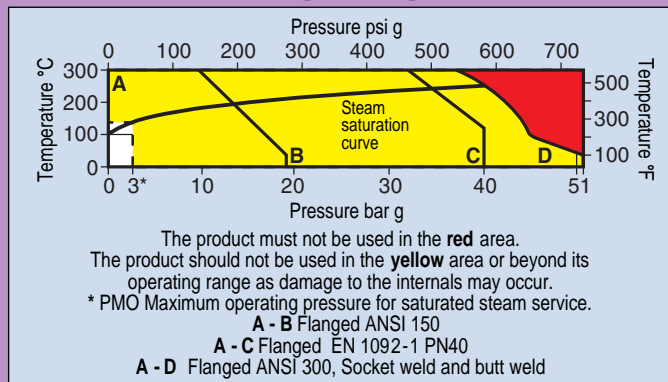 Pressure psi g
0 100 200 300 400 500 600 700
Temperature °C
300
200
100
0
A
Steam
saturation
curve
B
C
D
500
300
100
Temperature °F
0 3* 10 20 30 40 51
Pressure bar g
The product must not be used in the red area.
The product should not be used in the yellow area or beyond its
operating range as damage to the internals may occur.
* PMO Maximum operating pressure for saturated steam service.
A - B Flanged ANSI 150
A - C Flanged EN 1092-1 PN40
A - D Flanged ANSI 300, Socket weld and butt weld